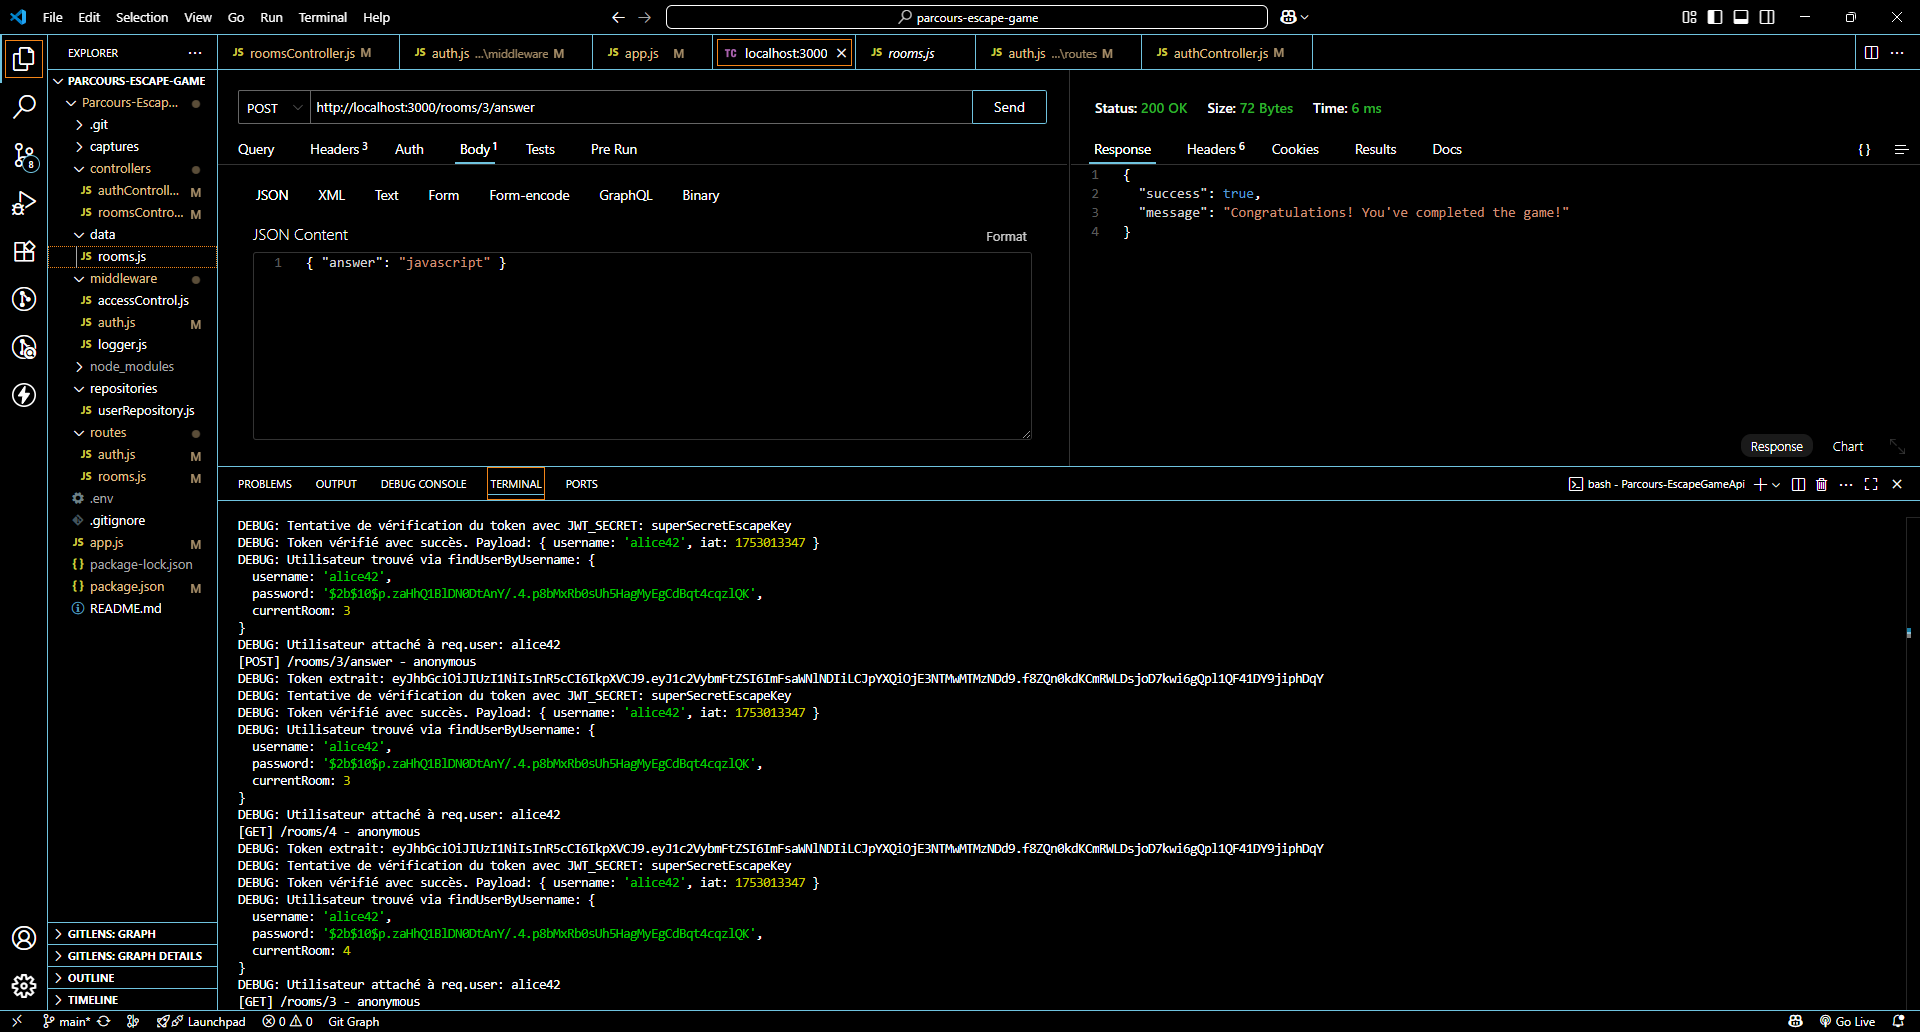 File Edit Selection View Go Run Terminal Help
parcours-escape-game
EXPLORER
PARCOURS-ESCAPE-GAME
Parcours-Escap...
.git
captures
controllers
JS authControll... M
JS roomsContro... M
data
JS rooms.js
middleware
JS accessControl.js
JS auth.js M
JS logger.js
node_modules
repositories
JS userRepository.js
routes
JS auth.js M
JS rooms.js M
.env
.gitignore
JS app.js M
{} package-lock.json
{} package.json M
README.md
GITLENS: GRAPH
GITLENS: GRAPH DETAILS
OUTLINE
TIMELINE
JS roomsController.js M
JS auth.js ...\middleware M
JS app.js M
TC localhost:3000
JS rooms.js
JS auth.js ...\routes M
JS authController.js M
POST http://localhost:3000/rooms/3/answer Send
Query Headers 3 Auth Body 1 Tests Pre Run
JSON XML Text Form Form-encode GraphQL Binary
JSON Content
Format
1 { "answer": "javascript" }
Status: 200 OK Size: 72 Bytes Time: 6 ms
Response Headers 6 Cookies Results Docs {}
1 {
2 "success": true,
3 "message": "Congratulations! You've completed the game!"
4 }
Response Chart
PROBLEMS OUTPUT DEBUG CONSOLE TERMINAL PORTS
bash - Parcours-EscapeGameApi
DEBUG: Tentative de vérification du token avec JWT_SECRET: superSecretEscapeKey
DEBUG: Token vérifié avec succès. Payload: { username: 'alice42', iat: 1753013347 }
DEBUG: Utilisateur trouvé via findUserByUsername: {
username: 'alice42',
password: '$2b$10$p.zaHhQ1BlDN0DtAnY/.4.p8bMxRb0sUh5HagMyEgCdBqt4cqzlQK',
currentRoom: 3
}
DEBUG: Utilisateur attaché à req.user: alice42
[POST] /rooms/3/answer - anonymous
DEBUG: Token extrait: eyJhbGciOiJIUzI1NiIsInR5cCI6IkpXVCJ9.eyJ1c2VybmFtZSI6ImFsaWNlNDIiLCJpYXQiOjE3NTMwMTMzNDd9.f8ZQn0kdKCmRWLDsjoD7kwi6gQpl1QF41DY9jiphDqY
DEBUG: Tentative de vérification du token avec JWT_SECRET: superSecretEscapeKey
DEBUG: Token vérifié avec succès. Payload: { username: 'alice42', iat: 1753013347 }
DEBUG: Utilisateur trouvé via findUserByUsername: {
username: 'alice42',
password: '$2b$10$p.zaHhQ1BlDN0DtAnY/.4.p8bMxRb0sUh5HagMyEgCdBqt4cqzlQK',
currentRoom: 3
}
DEBUG: Utilisateur attaché à req.user: alice42
[GET] /rooms/4 - anonymous
DEBUG: Token extrait: eyJhbGciOiJIUzI1NiIsInR5cCI6IkpXVCJ9.eyJ1c2VybmFtZSI6ImFsaWNlNDIiLCJpYXQiOjE3NTMwMTMzNDd9.f8ZQn0kdKCmRWLDsjoD7kwi6gQpl1QF41DY9jiphDqY
DEBUG: Tentative de vérification du token avec JWT_SECRET: superSecretEscapeKey
DEBUG: Token vérifié avec succès. Payload: { username: 'alice42', iat: 1753013347 }
DEBUG: Utilisateur trouvé via findUserByUsername: {
username: 'alice42',
password: '$2b$10$p.zaHhQ1BlDN0DtAnY/.4.p8bMxRb0sUh5HagMyEgCdBqt4cqzlQK',
currentRoom: 4
}
DEBUG: Utilisateur attaché à req.user: alice42
[GET] /rooms/3 - anonymous
main* Launchpad 0 0 Git Graph Go Live
8